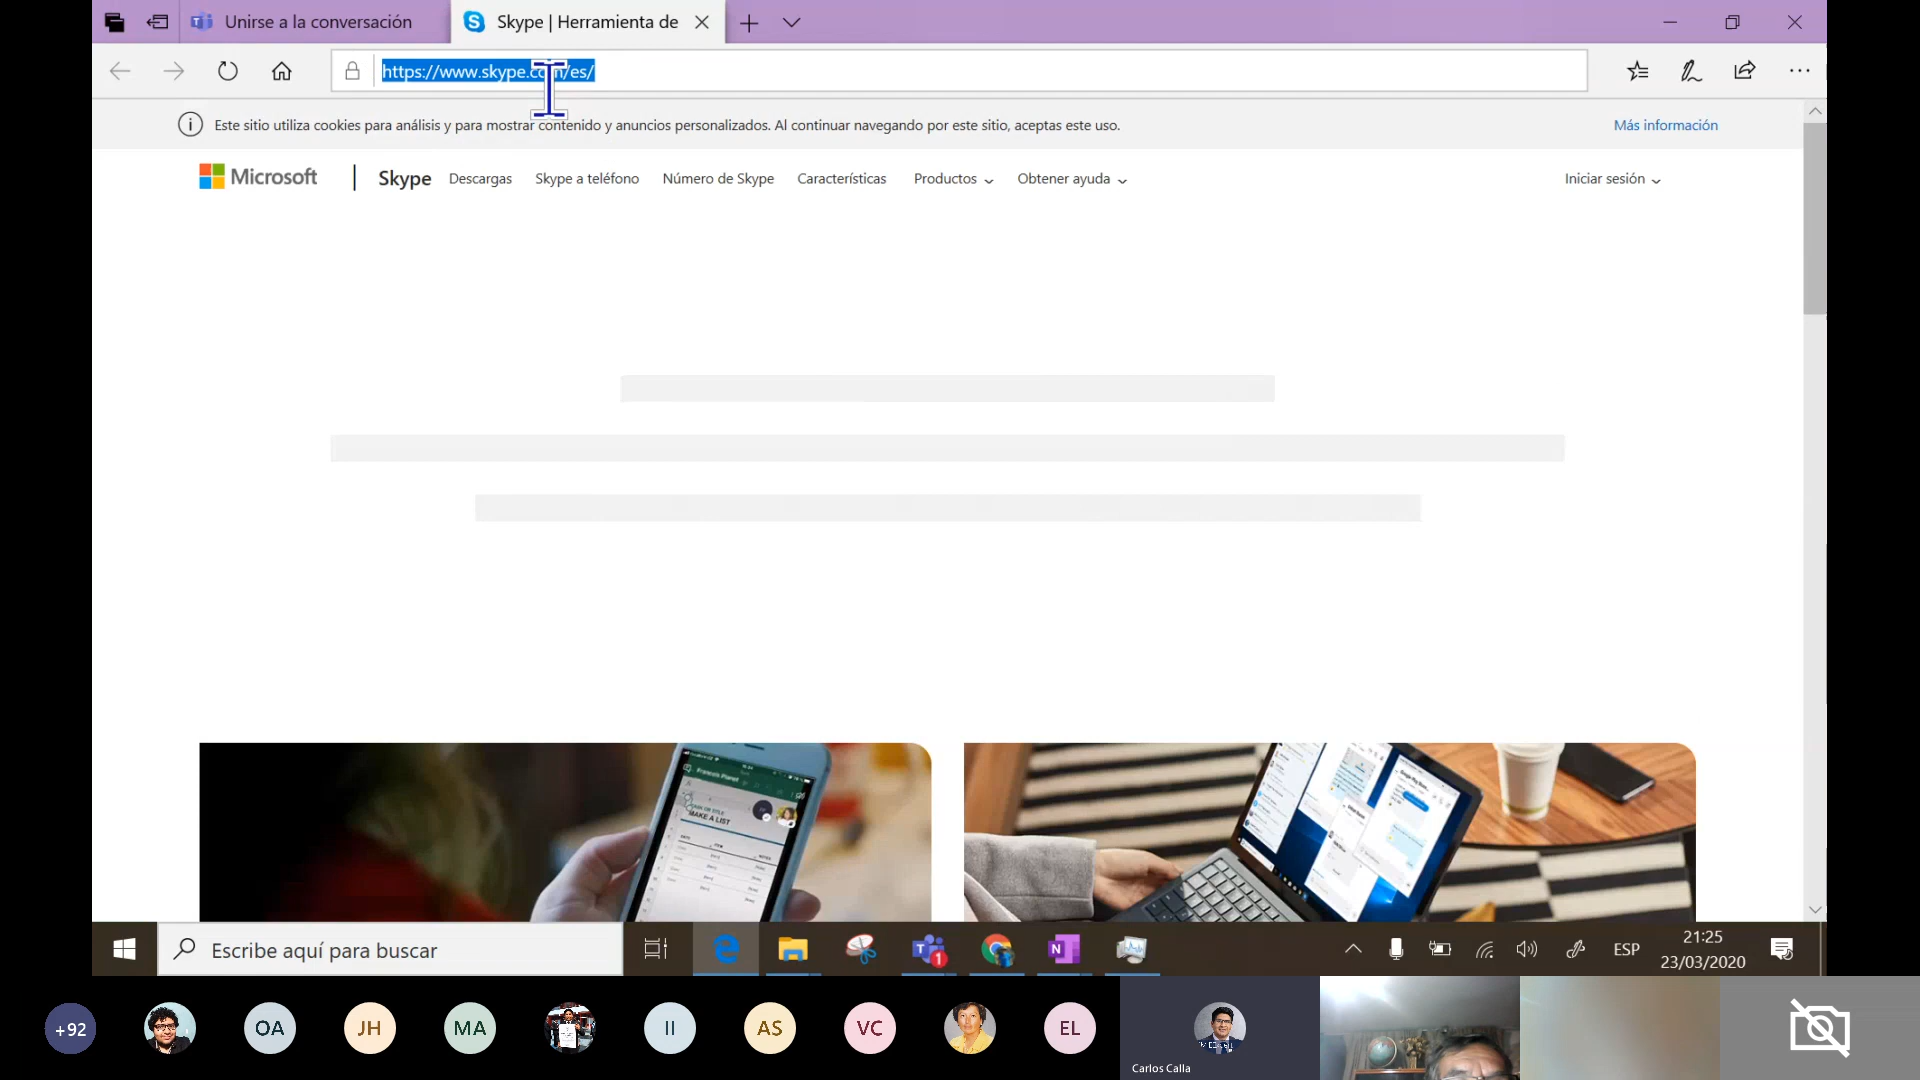 Unirse a la conversación
Skype | Herramienta de
https://www.skype.com/es/
Este sitio utiliza cookies para análisis y para mostrar contenido y anuncios personalizados. Al continuar navegando por este sitio, aceptas este uso.
Más información
Microsoft
Skype
Descargas
Skype a teléfono
Número de Skype
Características
Productos
Obtener ayuda
Iniciar sesión
MAKE A LIST
Escribe aquí para buscar
1
ESP
21:25
23/03/2020
+92
OA
JH
MA
II
AS
VC
EL
Carlos Calla